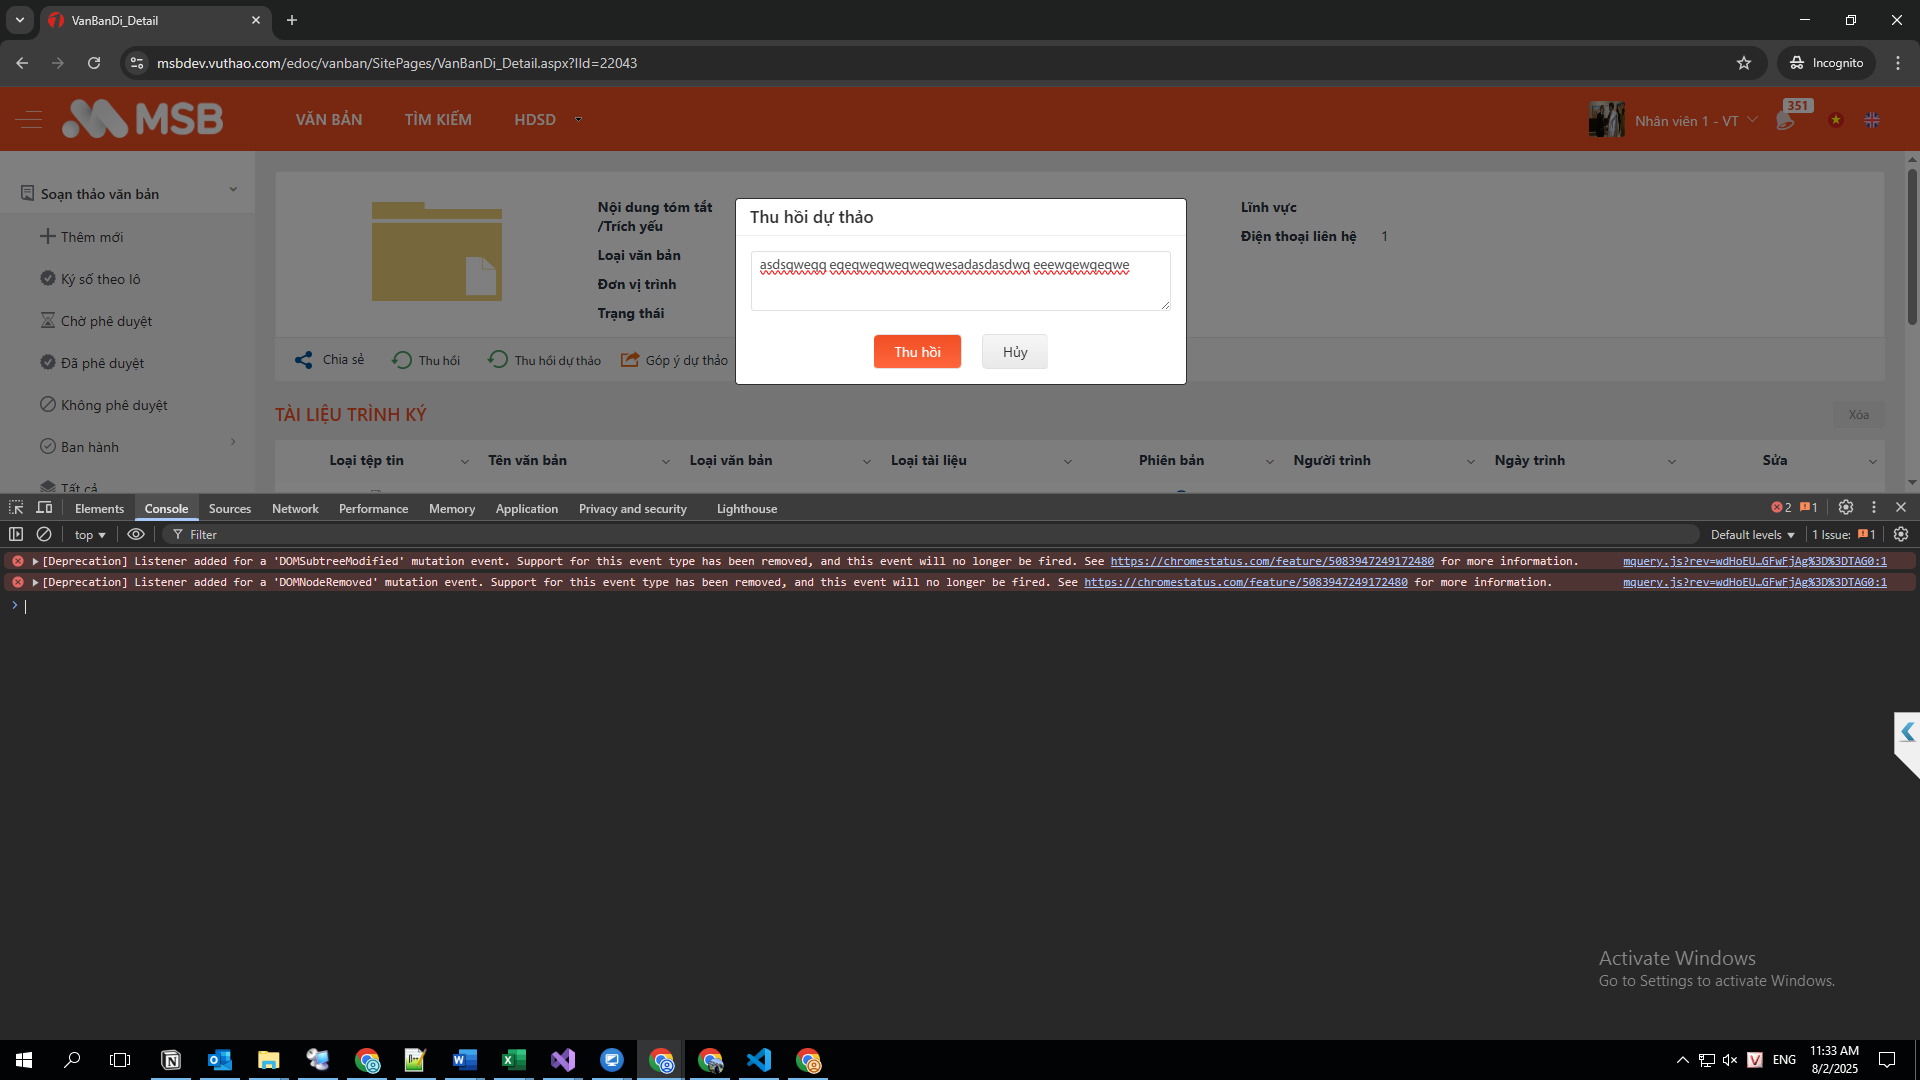 VanBanDi_Detail
msbdev.vuthao.com/edoc/vanban/SitePages/VanBanDi_Detail.aspx?IId=22043
Incognito
MSB
VĂN BẢN
TÌM KIẾM
HDSD
Nhân viên 1 - VT
351
Soạn thảo văn bản
Thêm mới
Ký số theo lô
Chờ phê duyệt
Đã phê duyệt
Không phê duyệt
Ban hành
Tất cả
Nội dung tóm tắt
/Trích yếu
Loại văn bản
Đơn vị trình
Trạng thái
Lĩnh vực
Điện thoại liên hệ 1
Thu hồi dự thảo
asdsqweqq eqeqweqweqweqwesadasdasdwq eeewqewqeqwe
Thu hồi
Hủy
Chia sẻ
Thu hồi
Thu hồi dự thảo
Góp ý dự thảo
TÀI LIỆU TRÌNH KÝ
Xóa
Loại tệp tin
Tên văn bản
Loại văn bản
Loại tài liệu
Phiên bản
Người trình
Ngày trình
Sửa
Elements
Console
Sources
Network
Performance
Memory
Application
Privacy and security
Lighthouse
2
1
top
Filter
Default levels
1 Issue:
1
[Deprecation] Listener added for a 'DOMSubtreeModified' mutation event. Support for this event type has been removed, and this event will no longer be fired. See https://chromestatus.com/feature/5083947249172480 for more information.
mquery.js?rev=wdHoEU…GFwFjAg%3D%3DTAG0:1
[Deprecation] Listener added for a 'DOMNodeRemoved' mutation event. Support for this event type has been removed, and this event will no longer be fired. See https://chromestatus.com/feature/5083947249172480 for more information.
mquery.js?rev=wdHoEU…GFwFjAg%3D%3DTAG0:1
Activate Windows
Go to Settings to activate Windows.
ENG
11:33 AM
8/2/2025